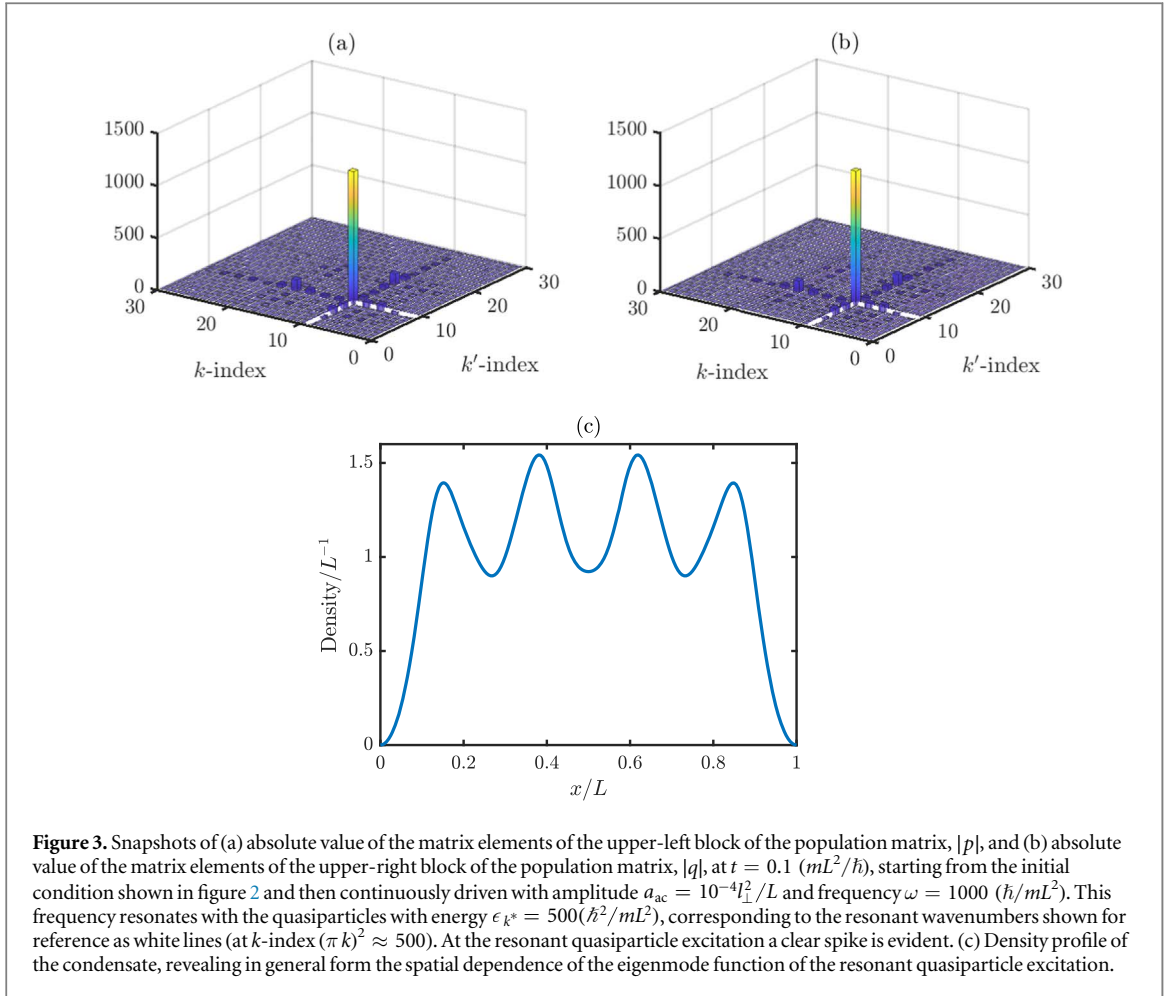 (a)
(b)
1500
1000
500
0
30
20
10
0
0
10
20
30
k-index
k′-index
1500
1000
500
0
30
20
10
0
0
10
20
30
k-index
k′-index
(c)
1.5
1
0.5
0
Density/L⁻¹
0
0.2
0.4
0.6
0.8
1
x/L
Figure 3. Snapshots of (a) absolute value of the matrix elements of the upper-left block of the population matrix, |p|, and (b) absolute
value of the matrix elements of the upper-right block of the population matrix, |q|, at t = 0.1 (mL²/ħ), starting from the initial
condition shown in figure 2 and then continuously driven with amplitude a_ac = 10⁻⁴l⊥²/L and frequency ω = 1000 (ħ/mL²). This
frequency resonates with the quasiparticles with energy ϵ_k* = 500(ħ²/mL²), corresponding to the resonant wavenumbers shown for
reference as white lines (at k-index (π k)² ≈ 500). At the resonant quasiparticle excitation a clear spike is evident. (c) Density profile of
the condensate, revealing in general form the spatial dependence of the eigenmode function of the resonant quasiparticle excitation.